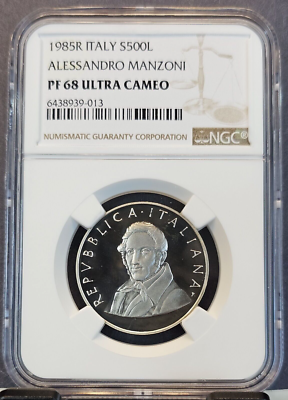 1985R ITALY S500L
ALESSANDRO MANZONI
PF 68 ULTRA CAMEO
6438939-013
NUMISMATIC GUARANTY CORPORATION
NGC®
REPVBBLICA·ITALIANA